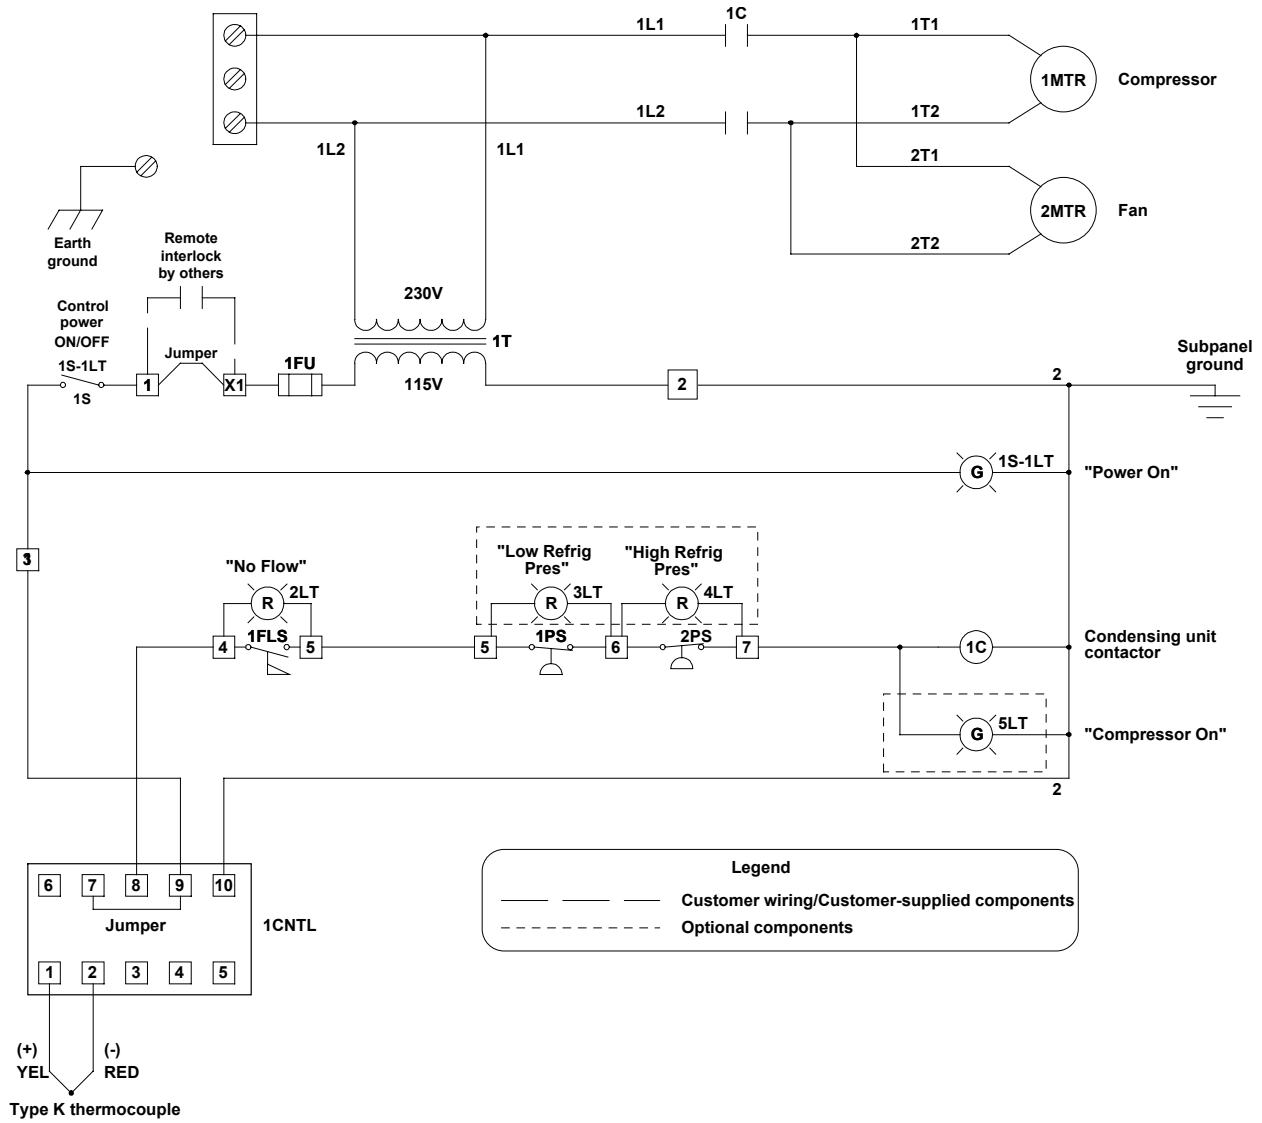 1C
1L1
1T1
1MTR
Compressor
1L2
1T2
1L2
1L1
2T1
2MTR
Fan
2T2
Earth
ground
Remote
interlock
by others
Control
power
ON/OFF
1S-1LT
1S
Jumper
1
X1
1FU
230V
1T
115V
2
2
Subpanel
ground
G
1S-1LT
"Power On"
3
"No Flow"
R
2LT
4
1FLS
5
"Low Refrig
Pres"
R
3LT
"High Refrig
Pres"
R
4LT
5
1PS
6
2PS
7
1C
Condensing unit
contactor
G
5LT
"Compressor On"
2
6
7
8
9
10
Jumper
1CNTL
1
2
3
4
5
(+)
YEL
(-)
RED
Type K thermocouple
Legend
Customer wiring/Customer-supplied components
Optional components